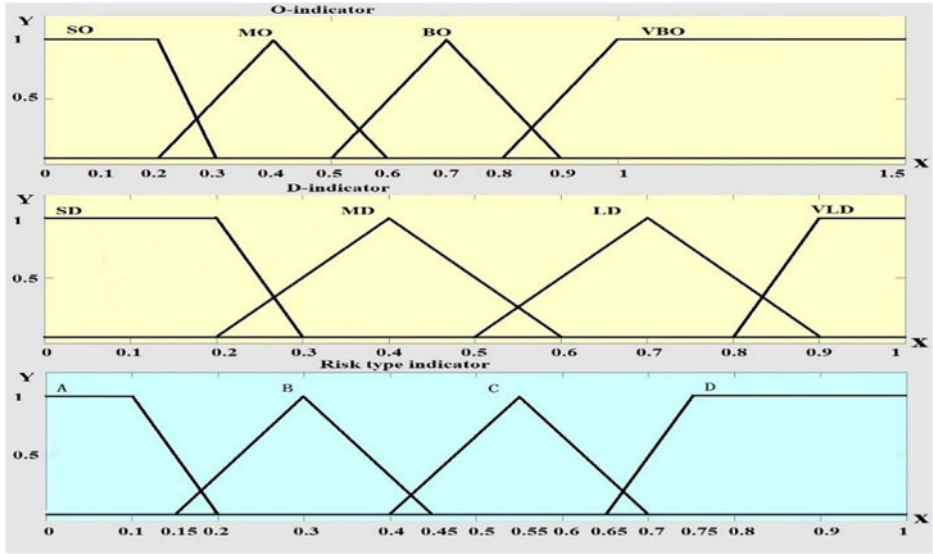 O-indicator
Y
SO MO BO VBO
1
0.5
0 0.1 0.2 0.3 0.4 0.5 0.6 0.7 0.8 0.9 1 1.5 X
D-indicator
Y
SD MD LD VLD
1
0.5
0 0.1 0.2 0.3 0.4 0.5 0.6 0.7 0.8 0.9 1 X
Risk type indicator
Y
A B C D
1
0.5
0 0.1 0.15 0.2 0.3 0.4 0.45 0.5 0.55 0.6 0.65 0.7 0.75 0.8 0.9 1 X